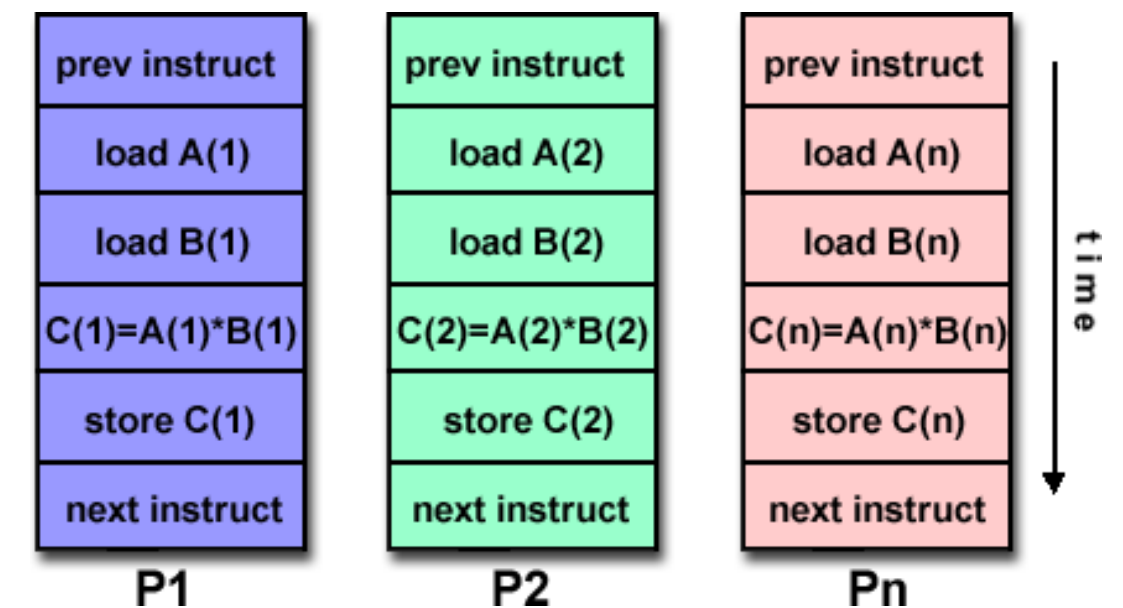 prev instruct
load A(1)
load B(1)
C(1)=A(1)*B(1)
store C(1)
next instruct
P1
prev instruct
load A(2)
load B(2)
C(2)=A(2)*B(2)
store C(2)
next instruct
P2
prev instruct
load A(n)
load B(n)
C(n)=A(n)*B(n)
store C(n)
next instruct
Pn
time